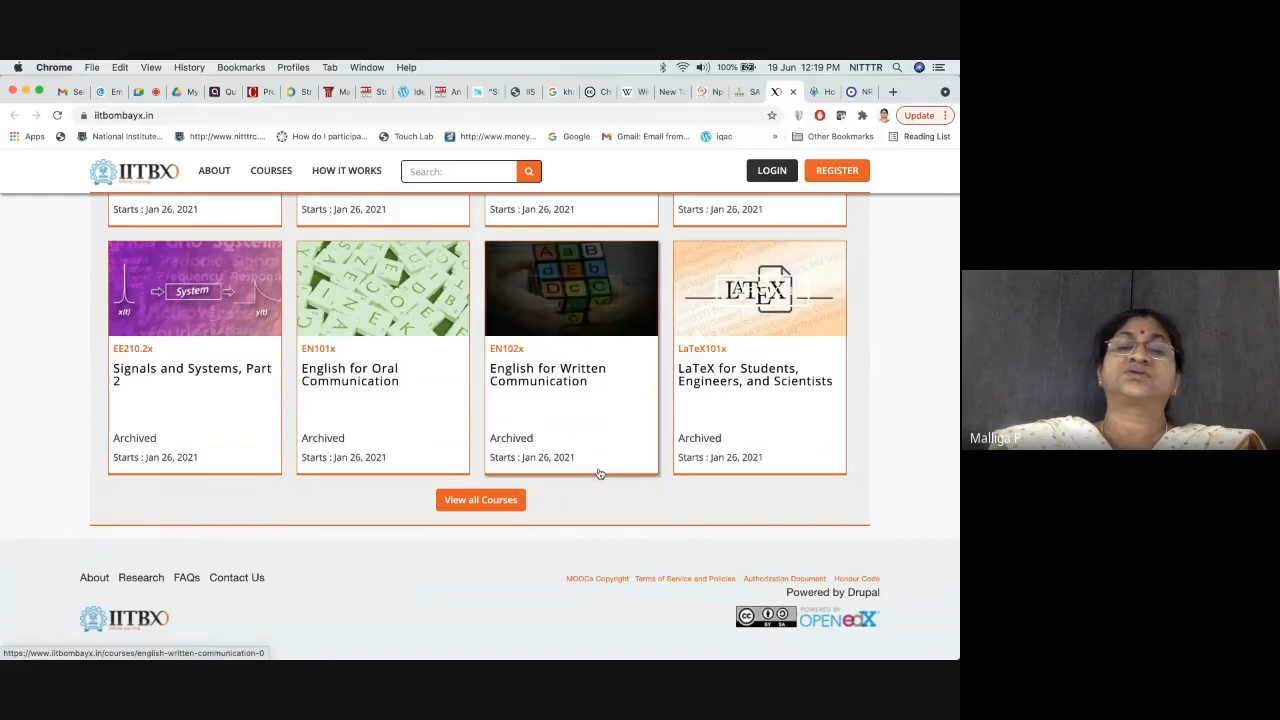 Chrome File Edit View History Bookmarks Profiles Tab Window Help 100% 19 Jun 12:19 PM NITTTR
iitbombayx.in Update
Apps National Institute... http://www.nitttrc.... How do I participa... Touch Lab http://www.money... Google Gmail: Email from... iqac » Other Bookmarks Reading List
IITBX ABOUT COURSES HOW IT WORKS Search: LOGIN REGISTER
Starts : Jan 26, 2021 Starts : Jan 26, 2021 Starts : Jan 26, 2021 Starts : Jan 26, 2021
System
x(t) y(t)
LATEX
EE210.2x
Signals and Systems, Part
2
Archived
Starts : Jan 26, 2021
EN101x
English for Oral
Communication
Archived
Starts : Jan 26, 2021
EN102x
English for Written
Communication
Archived
Starts : Jan 26, 2021
LaTeX101x
LaTeX for Students,
Engineers, and Scientists
Archived
Starts : Jan 26, 2021
View all Courses
About Research FAQs Contact Us
MOOCs Copyright Terms of Service and Policies Authorization Document Honour Code
Powered by Drupal
IITBX
CC BY SA POWERED BY OPENedX
https://www.iitbombayx.in/courses/english-written-communication-0
Malliga P